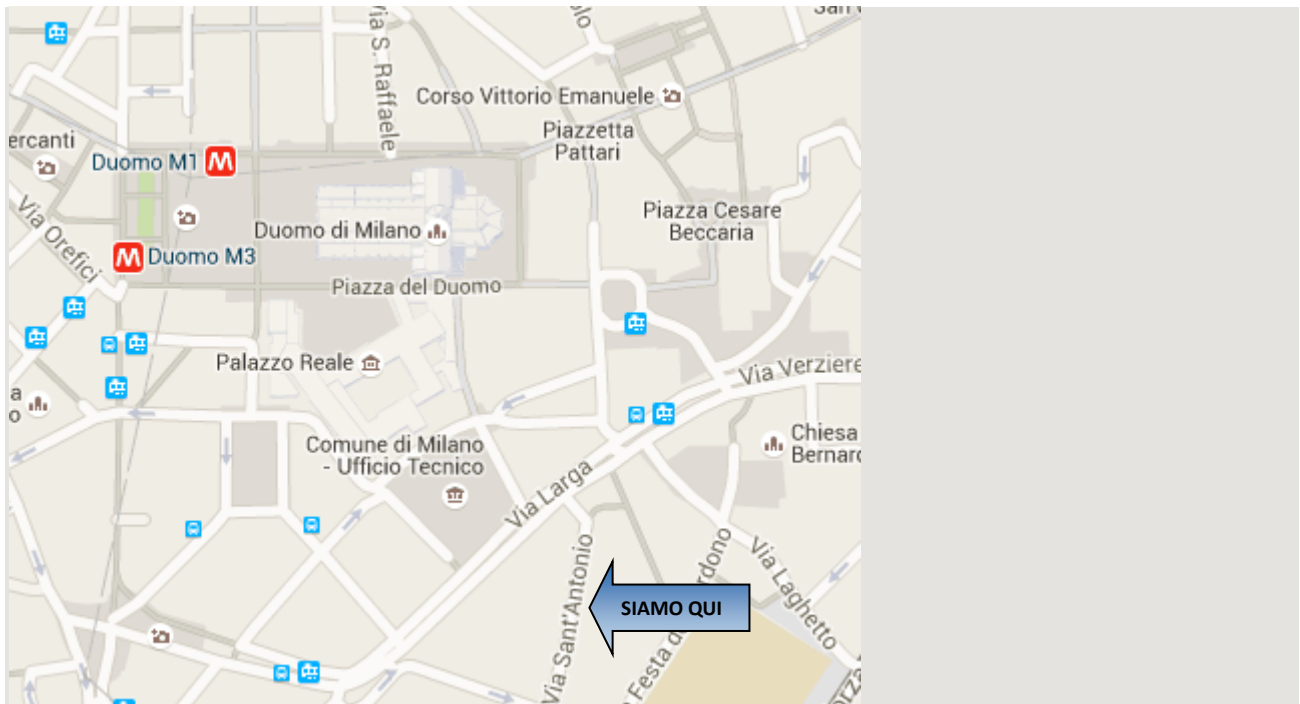 Via S. Raffaele
Corso Vittorio Emanuele
Piazzetta
Pattari
ercanti
Duomo M1
Via Orefici
Duomo di Milano
Piazza Cesare
Beccaria
Duomo M3
Piazza del Duomo
Palazzo Reale
Via Verziere
a
o
Comune di Milano
- Ufficio Tecnico
Chiesa
Bernard
Via Larga
Via Sant'Antonio
SIAMO QUI
rdono
Festa d
Via Laghetto